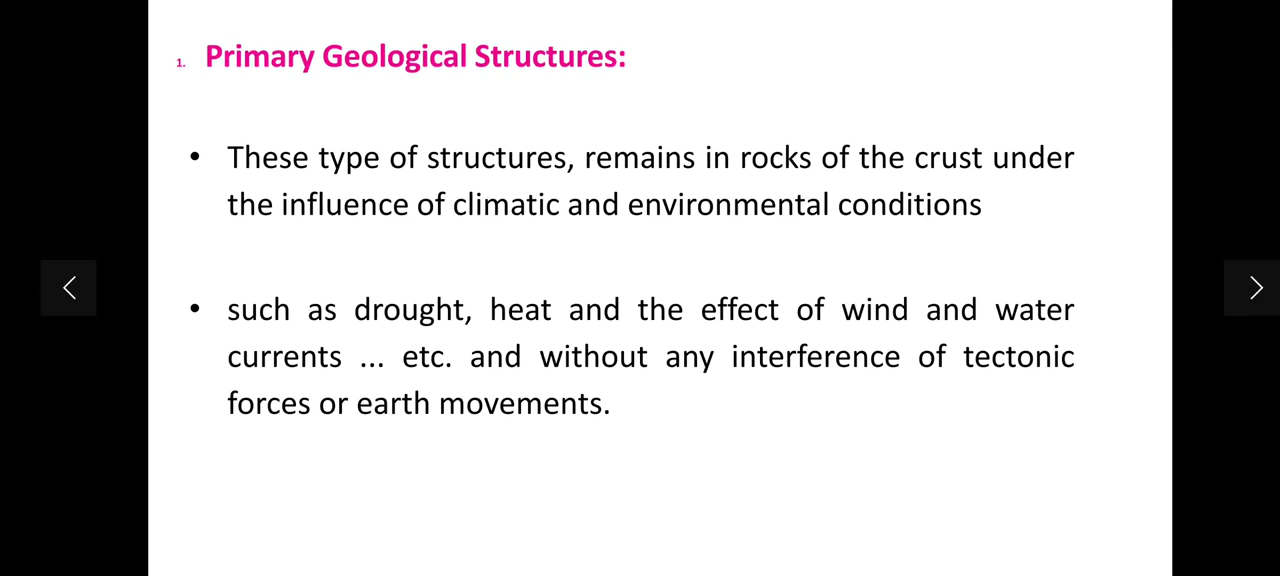 1. Primary Geological Structures:
• These type of structures, remains in rocks of the crust under
the influence of climatic and environmental conditions
• such as drought, heat and the effect of wind and water
currents ... etc. and without any interference of tectonic
forces or earth movements.